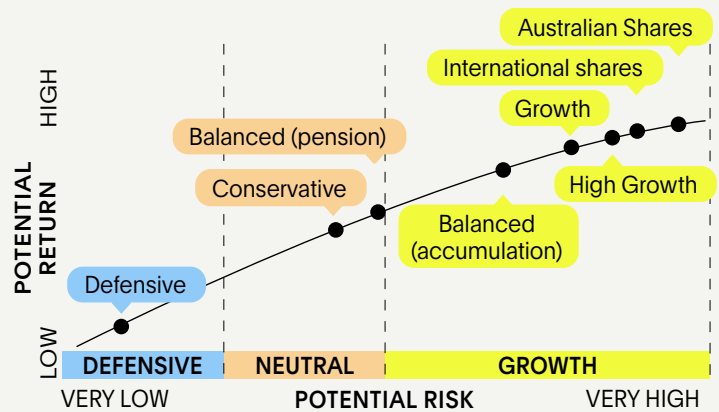 Australian Shares
International shares
Growth
Balanced (pension)
Conservative
High Growth
Balanced
(accumulation)
Defensive
HIGH
POTENTIAL
RETURN
LOW
DEFENSIVE
NEUTRAL
GROWTH
VERY LOW
POTENTIAL RISK
VERY HIGH